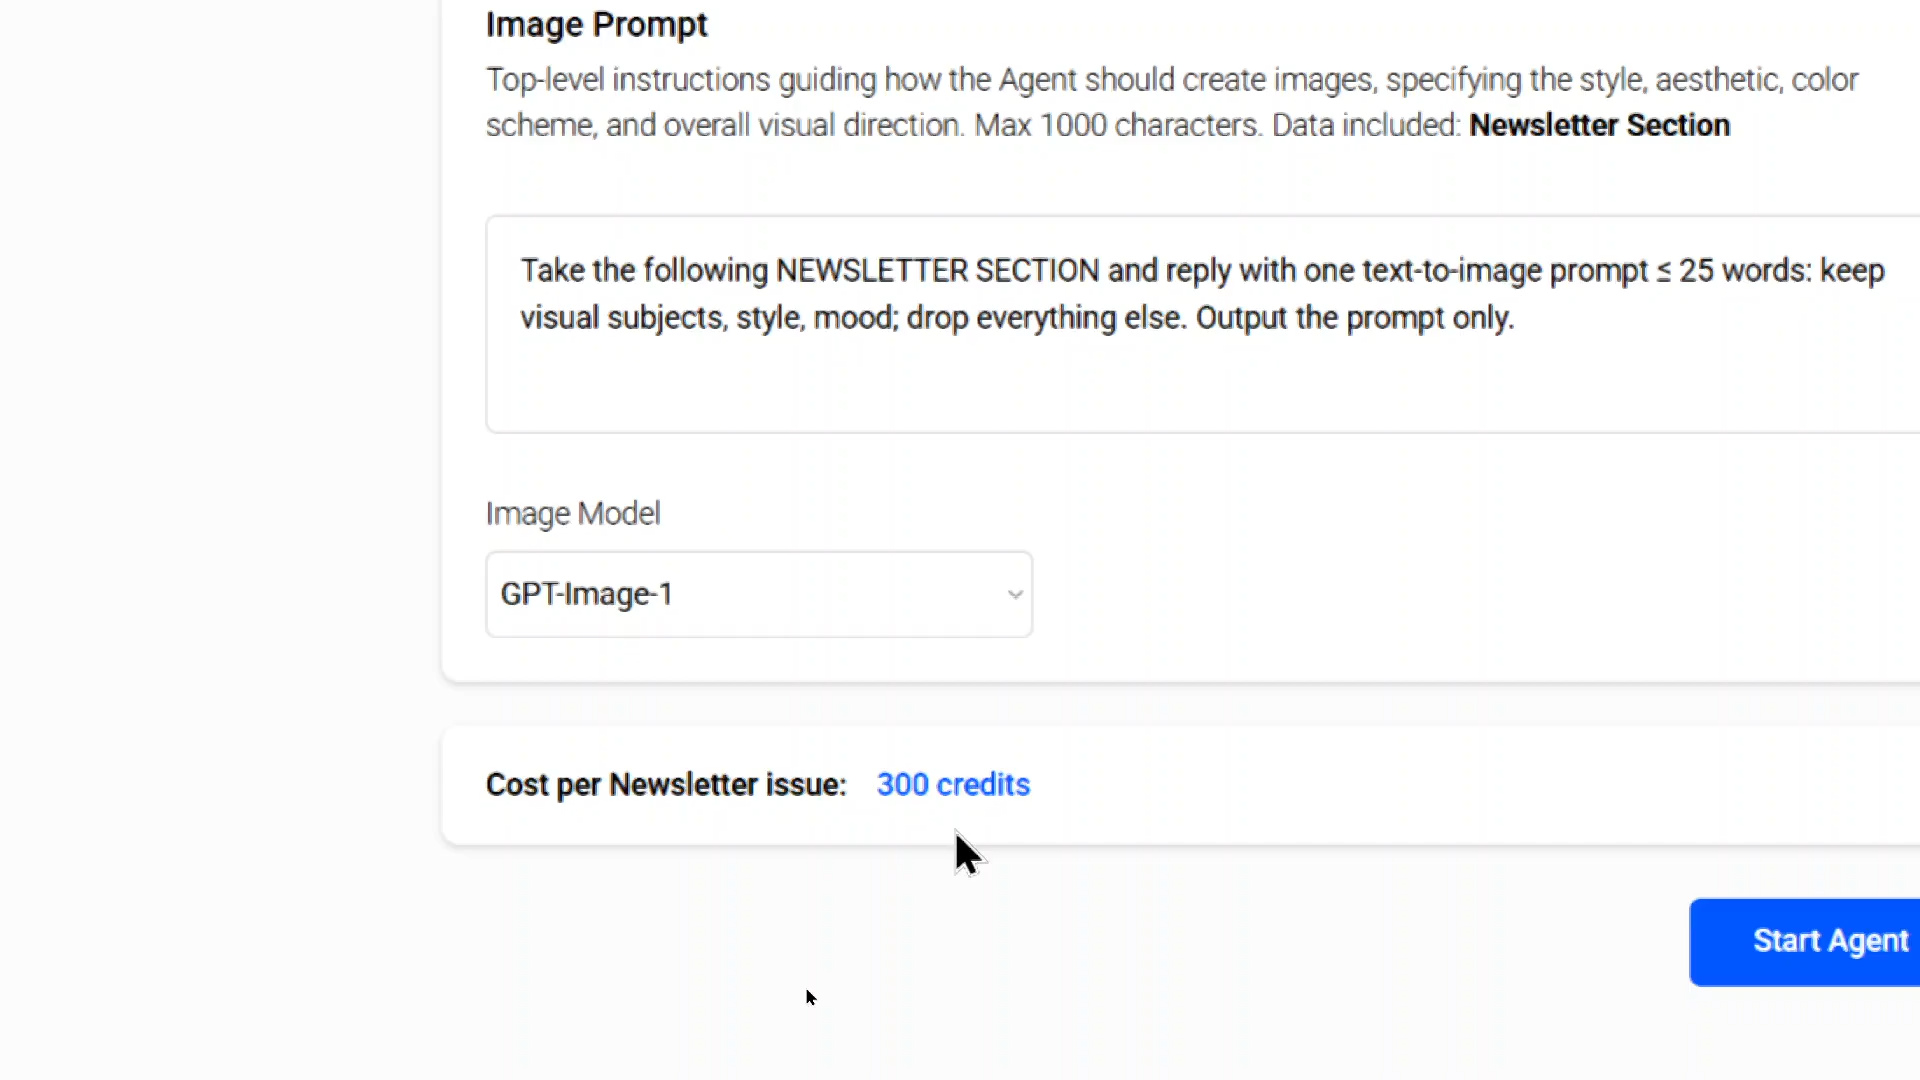 Image Prompt
Top-level instructions guiding how the Agent should create images, specifying the style, aesthetic, color
scheme, and overall visual direction. Max 1000 characters. Data included: Newsletter Section
Take the following NEWSLETTER SECTION and reply with one text-to-image prompt ≤ 25 words: keep
visual subjects, style, mood; drop everything else. Output the prompt only.
Image Model
GPT-Image-1
Cost per Newsletter issue: 300 credits
Start Agent